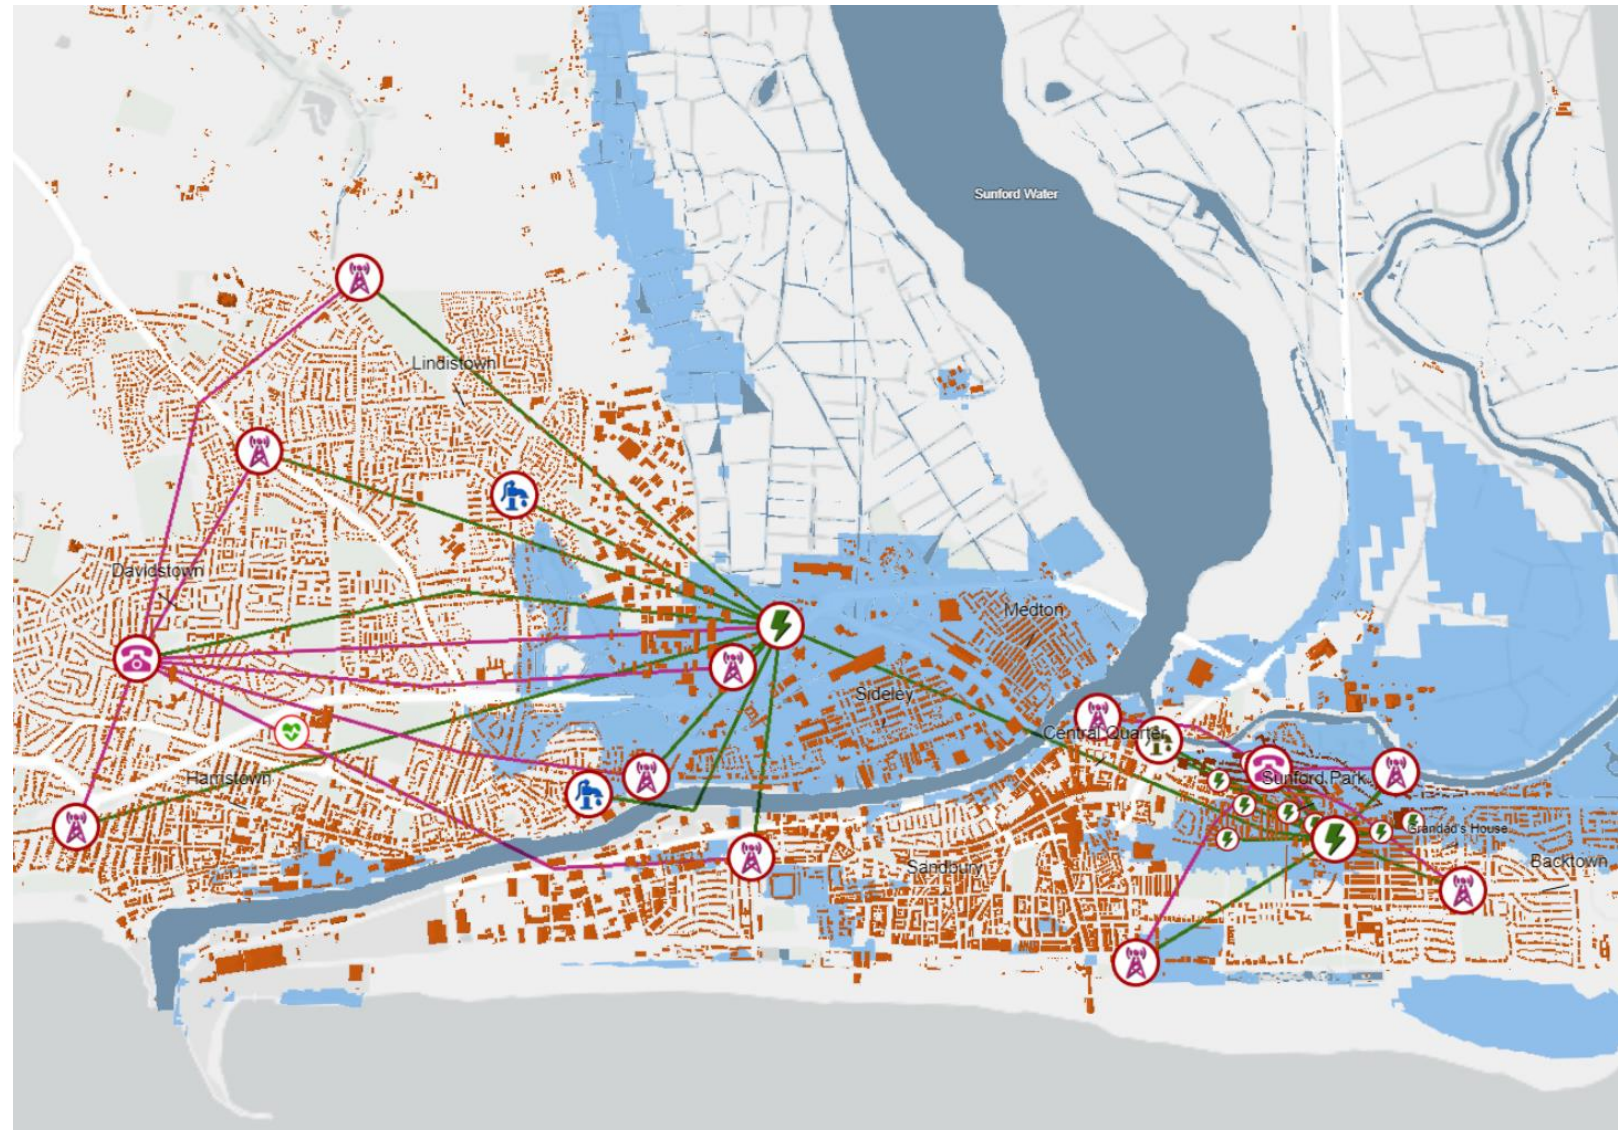 Sunford Water
Lindistown
Davidstown
Medton
Sideley
Central Quarter
Harristown
Sunford Park
Grandad's House
Backtown
Sandbury